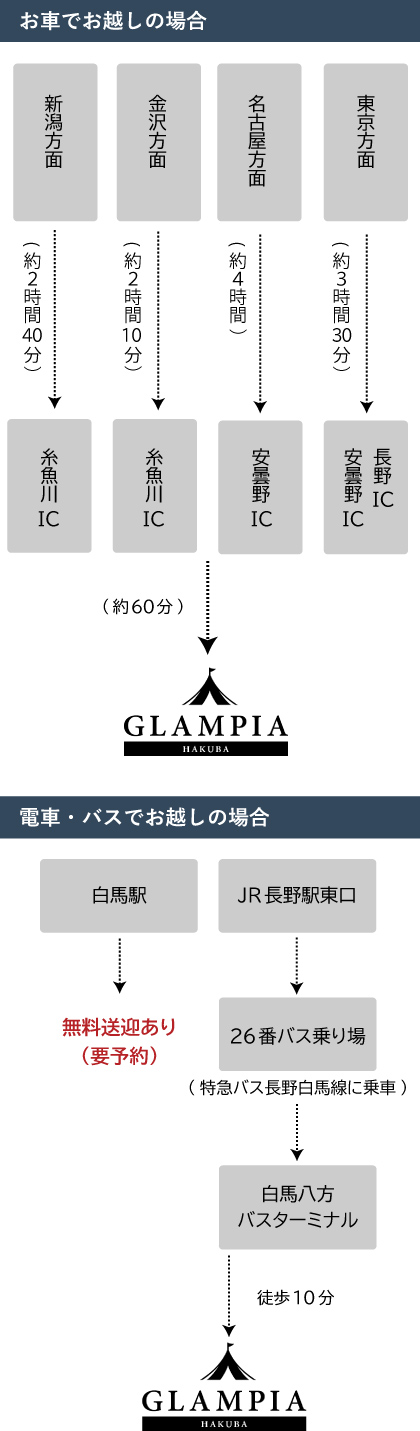 お車でお越しの場合
新潟方面
金沢方面
名古屋方面
東京方面
(約2時間40分)
(約2時間10分)
(約4時間)
(約3時間30分)
糸魚川IC
糸魚川IC
安曇野IC
長野IC
安曇野IC
(約60分)
GLAMPIA
HAKUBA
電車・バスでお越しの場合
白馬駅
JR長野駅東口
無料送迎あり
(要予約)
26番バス乗り場
(特急バス長野白馬線に乗車)
白馬八方
バスターミナル
徒歩10分
GLAMPIA
HAKUBA